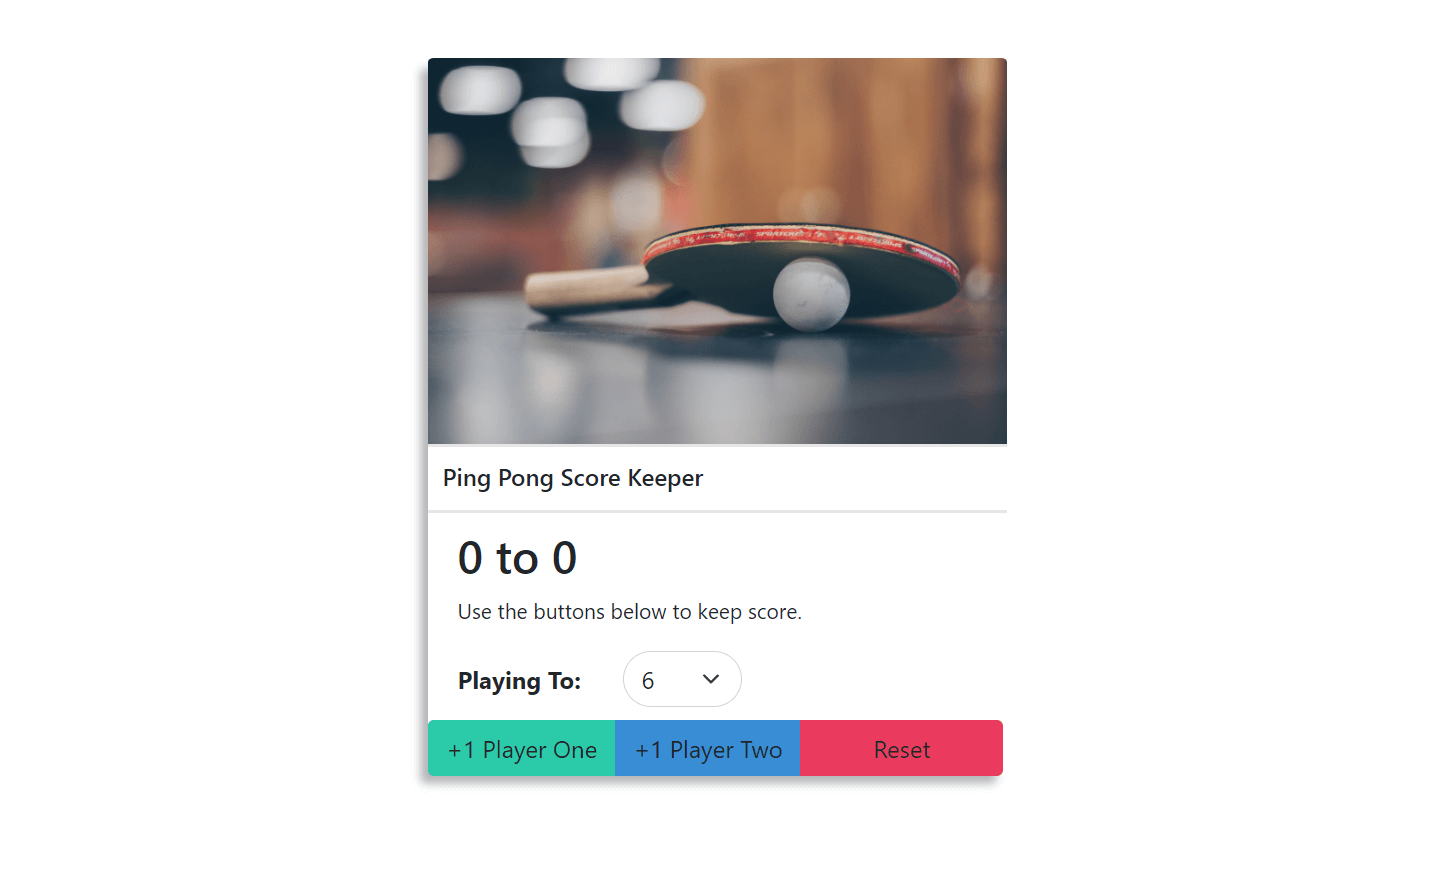 Ping Pong Score Keeper
0 to 0
Use the buttons below to keep score.
Playing To: 6
+1 Player One +1 Player Two Reset